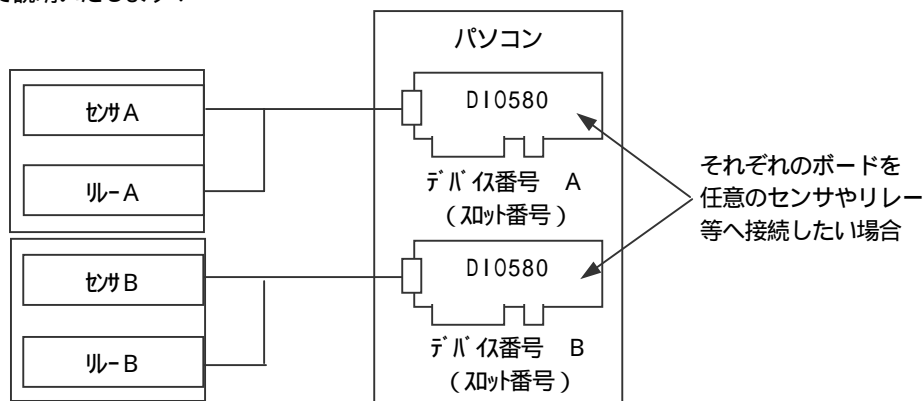 パソコン
センサA
リレーA
DIO580
デバイス番号 A
(スロット番号)
それぞれのボードを
任意のセンサやリレー
等へ接続したい場合
センサB
リレーB
DIO580
デバイス番号 B
(スロット番号)